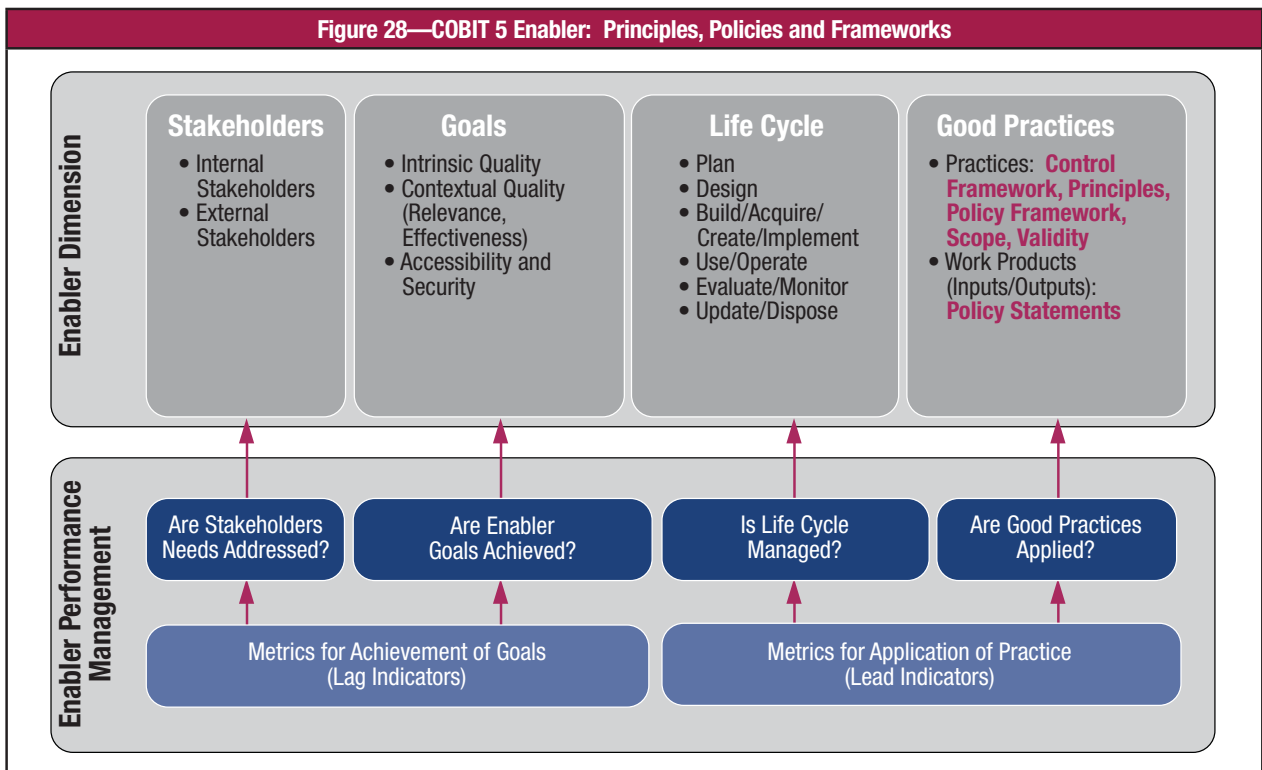 Figure 28—COBIT 5 Enabler: Principles, Policies and Frameworks
Enabler Dimension
Stakeholders
• Internal
Stakeholders
• External
Stakeholders
Goals
• Intrinsic Quality
• Contextual Quality
(Relevance,
Effectiveness)
• Accessibility and
Security
Life Cycle
• Plan
• Design
• Build/Acquire/
Create/Implement
• Use/Operate
• Evaluate/Monitor
• Update/Dispose
Good Practices
• Practices: Control
Framework, Principles,
Policy Framework,
Scope, Validity
• Work Products
(Inputs/Outputs):
Policy Statements
Enabler Performance
Management
Are Stakeholders
Needs Addressed?
Are Enabler
Goals Achieved?
Is Life Cycle
Managed?
Are Good Practices
Applied?
Metrics for Achievement of Goals
(Lag Indicators)
Metrics for Application of Practice
(Lead Indicators)